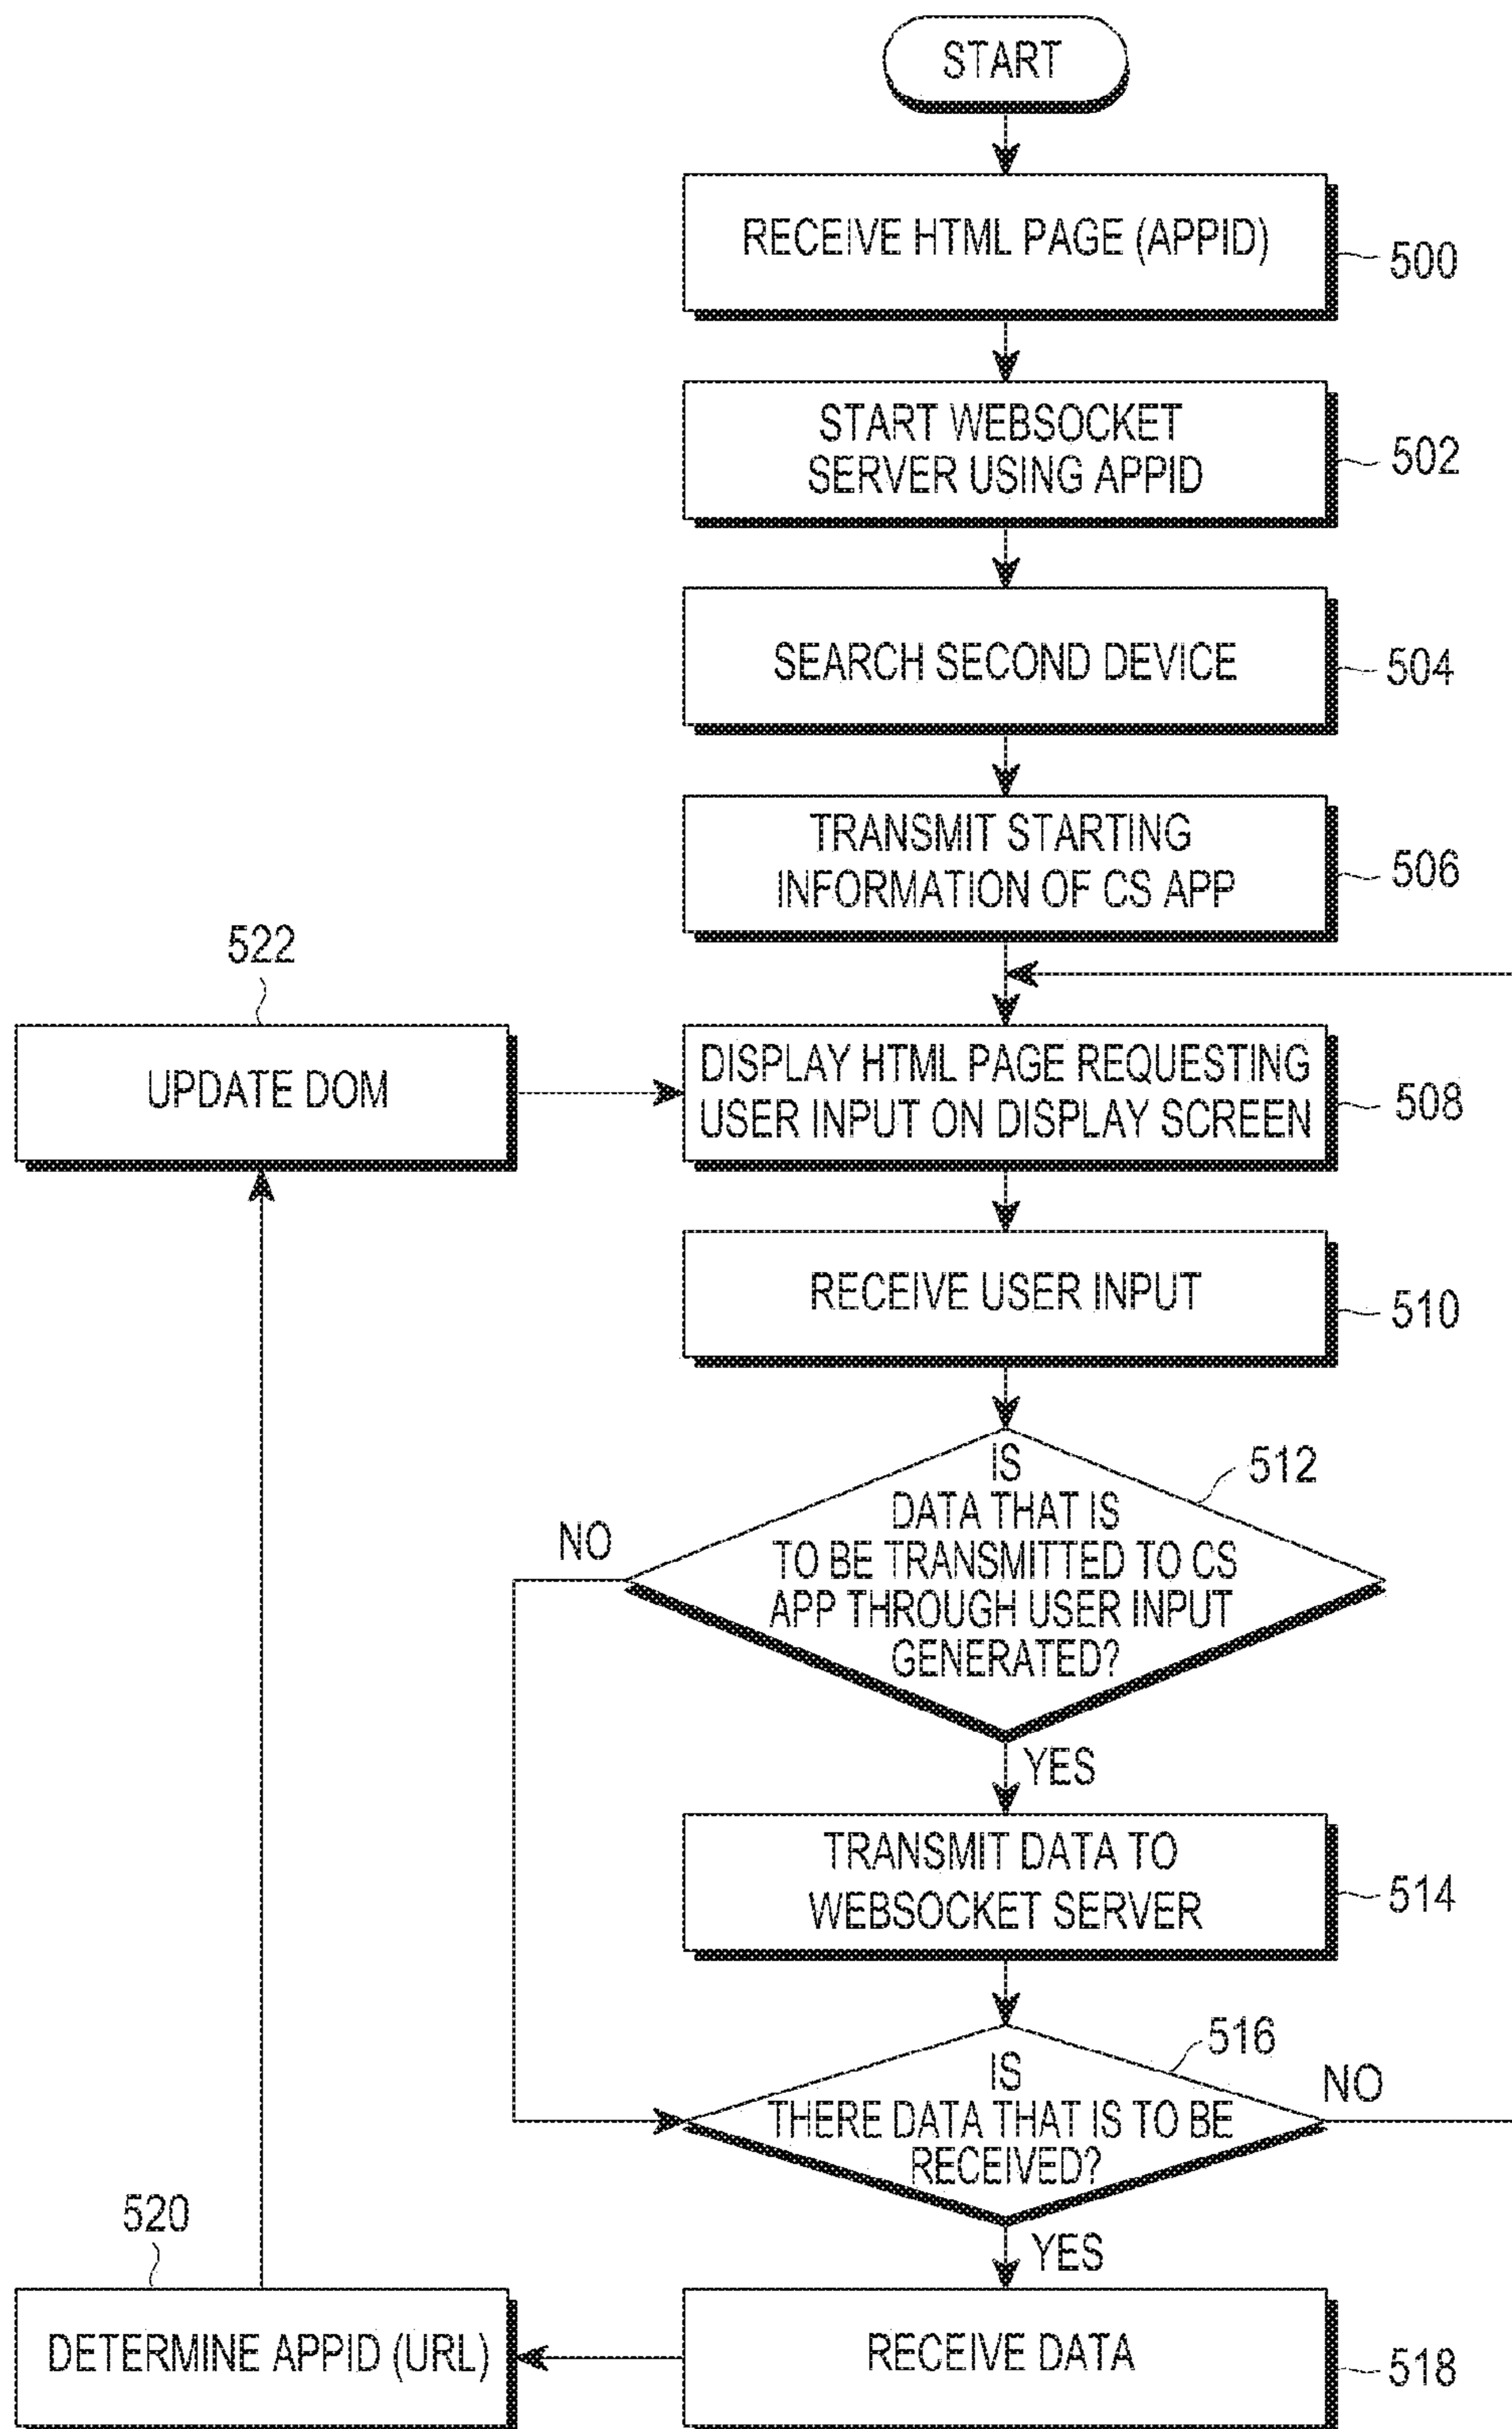 START
RECEIVE HTML PAGE (APPID)
500
START WEBSOCKET
SERVER USING APPID
502
SEARCH SECOND DEVICE
504
TRANSMIT STARTING
INFORMATION OF CS APP
506
522
UPDATE DOM
DISPLAY HTML PAGE REQUESTING
USER INPUT ON DISPLAY SCREEN
508
RECEIVE USER INPUT
510
IS
DATA THAT IS
TO BE TRANSMITTED TO CS
APP THROUGH USER INPUT
GENERATED?
512
NO
YES
TRANSMIT DATA TO
WEBSOCKET SERVER
514
IS
THERE DATA THAT IS TO BE
RECEIVED?
516
NO
YES
520
DETERMINE APPID (URL)
RECEIVE DATA
518